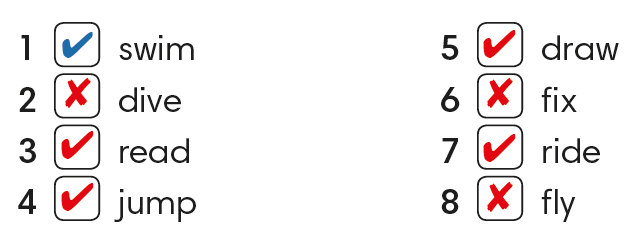 1 ✔ swim
2 ✘ dive
3 ✔ read
4 ✔ jump
5 ✔ draw
6 ✘ fix
7 ✔ ride
8 ✘ fly